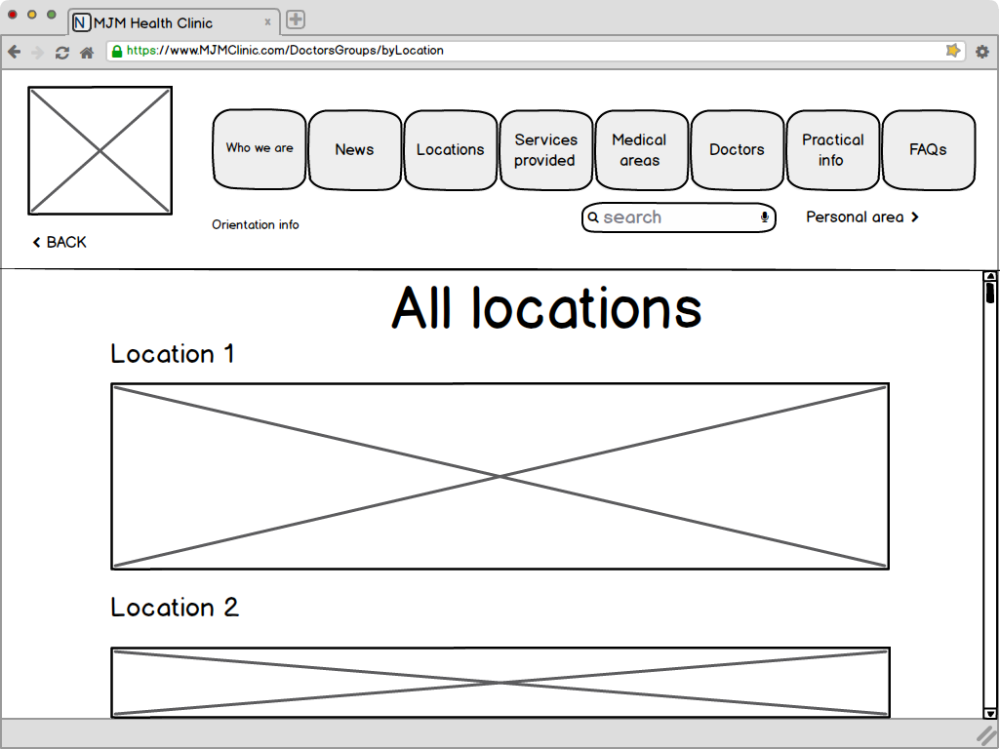 N MJM Health Clinic x
https://www.MJMClinic.com/DoctorsGroups/byLocation
Who we are
News
Locations
Services
provided
Medical
areas
Doctors
Practical
info
FAQs
Orientation info
search
Personal area >
< BACK
All locations
Location 1
Location 2